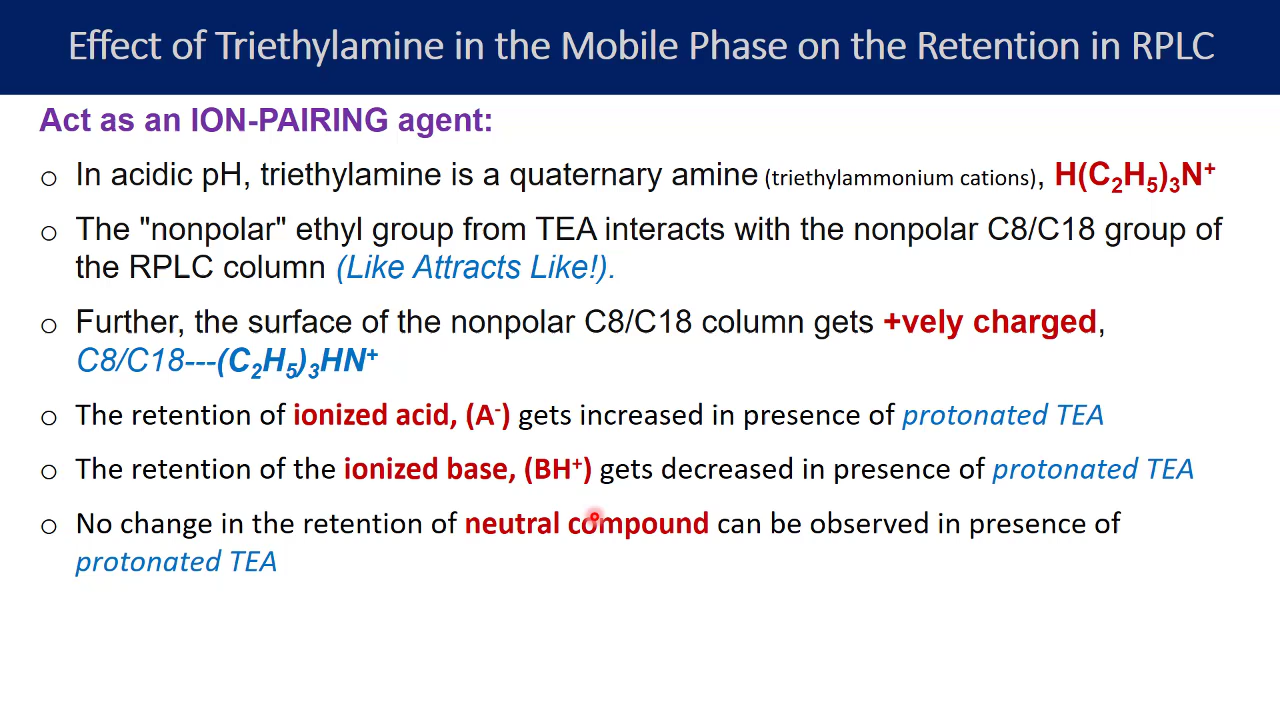 Effect of Triethylamine in the Mobile Phase on the Retention in RPLC
Act as an ION-PAIRING agent:
o In acidic pH, triethylamine is a quaternary amine (triethylammonium cations), H(C₂H₅)₃N⁺
o The "nonpolar" ethyl group from TEA interacts with the nonpolar C8/C18 group of
the RPLC column (Like Attracts Like!).
o Further, the surface of the nonpolar C8/C18 column gets +vely charged,
C8/C18---(C₂H₅)₃HN⁺
o The retention of ionized acid, (A⁻) gets increased in presence of protonated TEA
o The retention of the ionized base, (BH⁺) gets decreased in presence of protonated TEA
o No change in the retention of neutral compound can be observed in presence of
protonated TEA